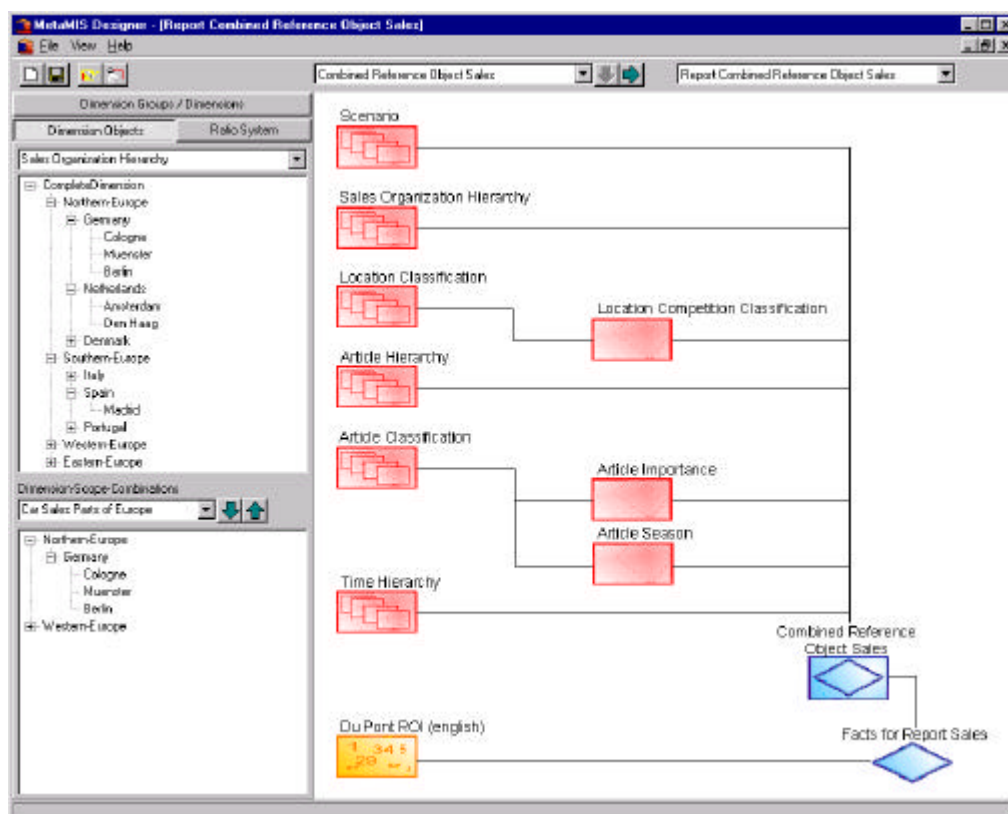 MetaMIS Designer - [Report Combined Reference Object Sales]
File View Help
Combined Reference Object Sales
Report Combined Reference Object Sales
Dimension Groups / Dimensions
Dimension Objects
Ratio System
Sales Organization Hierarchy
CompleteDimension
Northern-Europe
Germany
Cologne
Muenster
Berlin
Netherlands
Amsterdam
Den Haag
Denmark
Southern-Europe
Italy
Spain
Madrid
Portugal
Western-Europe
Eastern-Europe
Dimension-Scope-Combinations
Car Sales Parts of Europe
Northern-Europe
Germany
Cologne
Muenster
Berlin
Western-Europe
Scenario
Sales Organization Hierarchy
Location Classification
Location Competition Classification
Article Hierarchy
Article Classification
Article Importance
Article Season
Time Hierarchy
Combined Reference
Object Sales
Du Pont ROI (english)
Facts for Report Sales